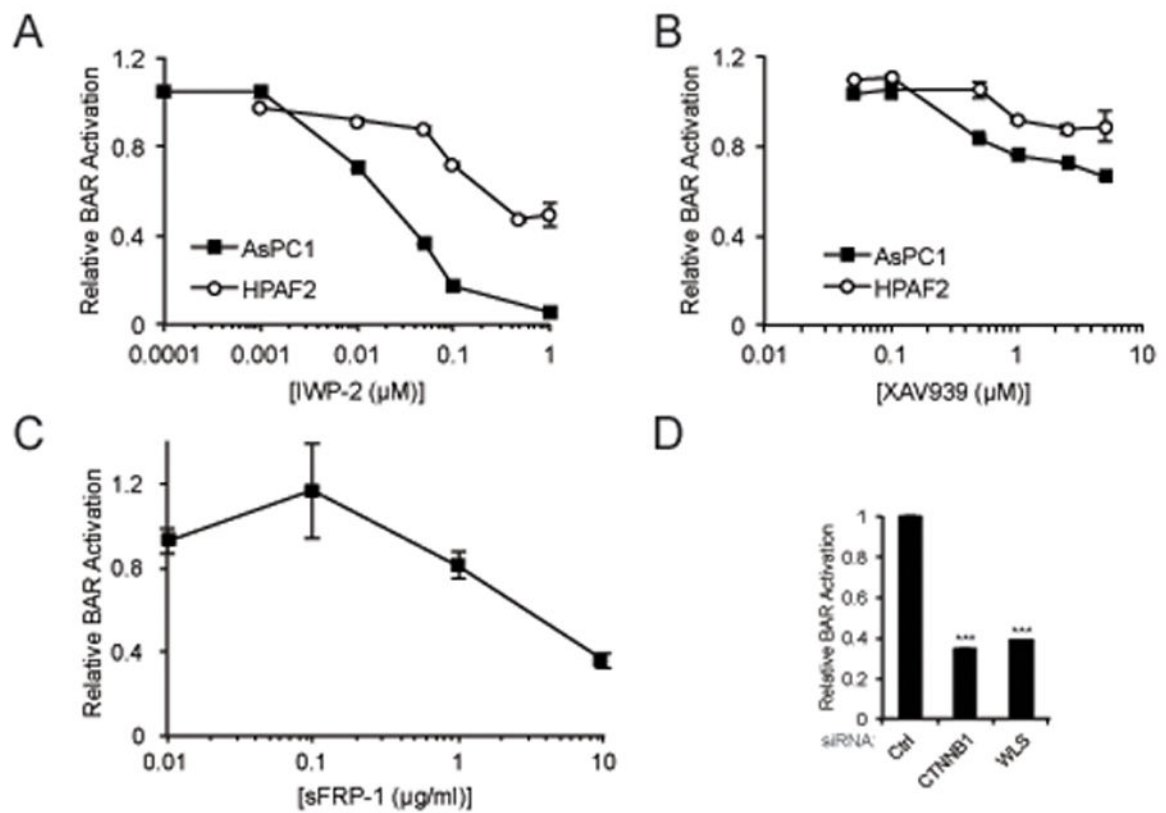 A
Relative BAR Activation
1.2
0.8
0.4
0
AsPC1
HPAF2
0.0001 0.001 0.01 0.1 1
[IWP-2 (µM)]
B
Relative BAR Activation
1.2
0.8
0.4
0
AsPC1
HPAF2
0.01 0.1 1 10
[XAV939 (µM)]
C
Relative BAR Activation
1.2
0.8
0.4
0
0.01 0.1 1 10
[sFRP-1 (µg/ml)]
D
Relative BAR Activation
1
0.8
0.6
0.4
0.2
0
*** ***
siRNA: Ctrl CTNNB1 WLS